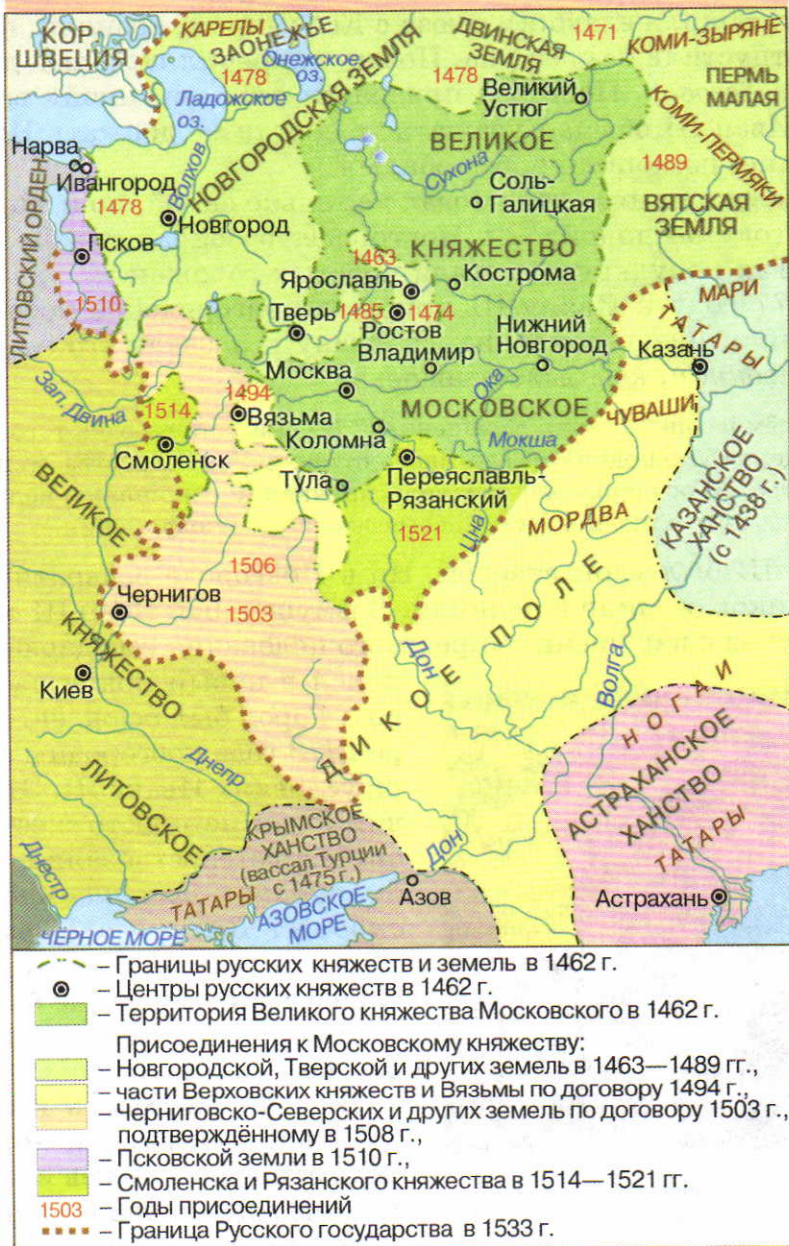 КОР.
ШВЕЦИЯ
КАРЕЛЫ
ЗАОНЕЖЬЕ
1478
Онежское
оз.
Ладожское
оз.
НОВГОРОДСКАЯ ЗЕМЛЯ
ДВИНСКАЯ
ЗЕМЛЯ
1471
1478
КОМИ-ЗЫРЯНЕ
ПЕРМЬ
МАЛАЯ
КОМИ-ПЕРМЯКИ
Великий
Устюг
ВЕЛИКОЕ
Сухона
1489
ВЯТСКАЯ
ЗЕМЛЯ
Нарва
Ивангород
1478
Волхов
Новгород
Соль-
Галицкая
ЛИТОВСКИЙ ОРДЕН
Псков
1510
КНЯЖЕСТВО
1463
Ярославль
Кострома
1485
1474
Тверь
Ростов
Владимир
Нижний
Новгород
МАРИ
ТАТАРЫ
Казань
Зап. Двина
Москва
Ока
1494
Вязьма
1514
МОСКОВСКОЕ
ЧУВАШИ
Коломна
Мокша
Смоленск
Переяславль-
Рязанский
Тула
ВЕЛИКОЕ
1521
Цна
МОРДВА
КАЗАНСКОЕ
ХАНСТВО
(с 1438 г.)
1506
1503
Чернигов
КНЯЖЕСТВО
Киев
Дон
ДИКОЕ ПОЛЕ
Волга
НОГАИ
Днепр
ЛИТОВСКОЕ
АСТРАХАНСКОЕ
ХАНСТВО
ТАТАРЫ
КРЫМСКОЕ
ХАНСТВО
(вассал Турции
с 1475 г.)
Дон
Днестр
ТАТАРЫ
Азов
АЗОВСКОЕ
МОРЕ
Астрахань
ЧЁРНОЕ МОРЕ
– Границы русских княжеств и земель в 1462 г.
– Центры русских княжеств в 1462 г.
– Территория Великого княжества Московского в 1462 г.
Присоединения к Московскому княжеству:
– Новгородской, Тверской и других земель в 1463—1489 гг.,
– части Верховских княжеств и Вязьмы по договору 1494 г.,
– Черниговско-Северских и других земель по договору 1503 г.,
подтверждённому в 1508 г.,
– Псковской земли в 1510 г.,
– Смоленска и Рязанского княжества в 1514—1521 гг.
1503 – Годы присоединений
– Граница Русского государства в 1533 г.